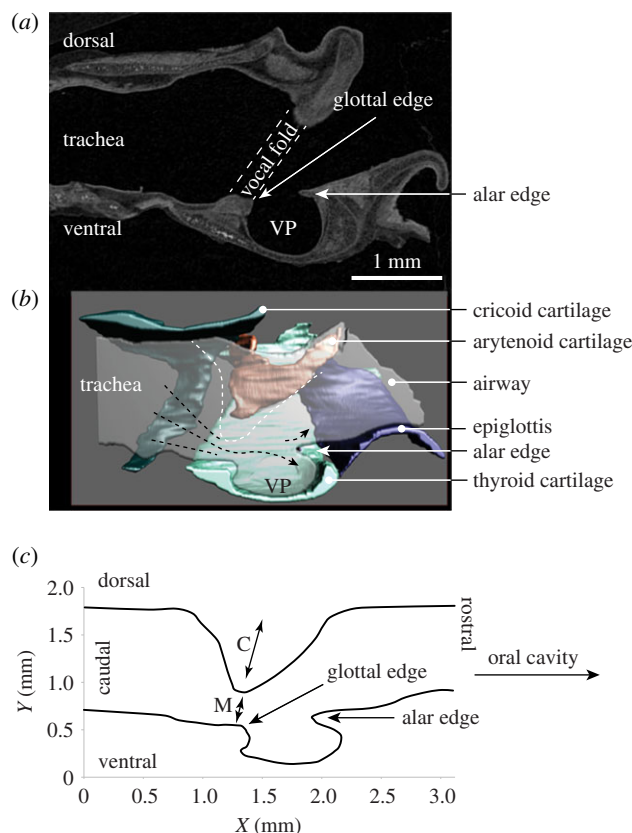 (a)
dorsal
glottal edge
trachea
vocal fold
alar edge
VP
ventral
1 mm
(b)
cricoid cartilage
arytenoid cartilage
trachea
airway
epiglottis
alar edge
VP
thyroid cartilage
(c)
dorsal
2.0
rostral
1.5
C
caudal
oral cavity
Y (mm)
1.0
glottal edge
M
0.5
alar edge
ventral
0
0 0.5 1.0 1.5 2.0 2.5 3.0
X (mm)